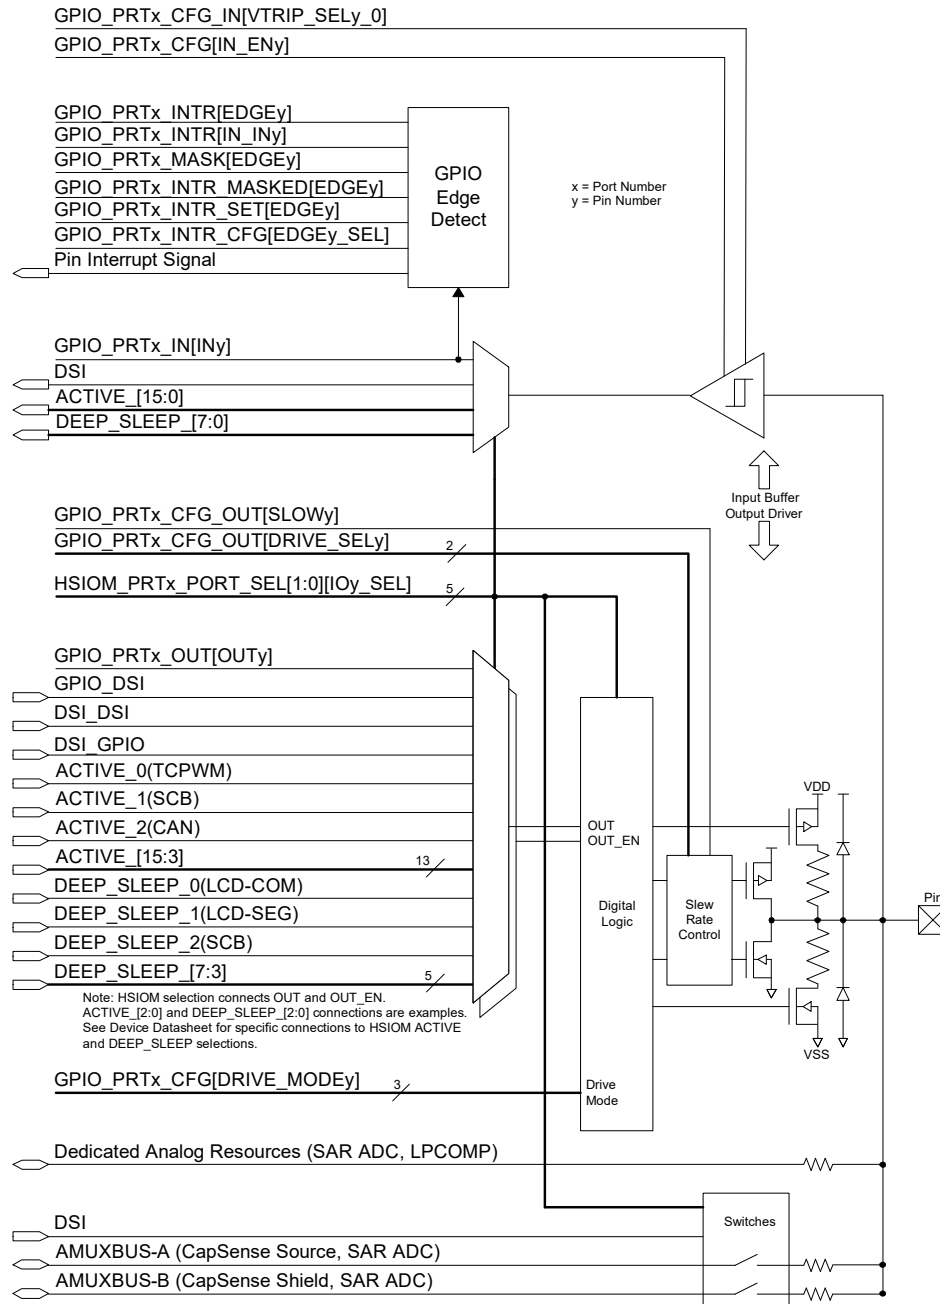 GPIO_PRTx_CFG_IN[VTRIP_SELy_0]
GPIO_PRTx_CFG[IN_ENy]
GPIO_PRTx_INTR[EDGEy]
GPIO_PRTx_INTR[IN_INy]
GPIO_PRTx_MASK[EDGEy]
GPIO_PRTx_INTR_MASKED[EDGEy]
GPIO_PRTx_INTR_SET[EDGEy]
GPIO_PRTx_INTR_CFG[EDGEy_SEL]
Pin Interrupt Signal
GPIO
Edge
Detect
x = Port Number
y = Pin Number
GPIO_PRTx_IN[INy]
DSI
ACTIVE_[15:0]
DEEP_SLEEP_[7:0]
Input Buffer
Output Driver
GPIO_PRTx_CFG_OUT[SLOWy]
GPIO_PRTx_CFG_OUT[DRIVE_SELy]
2
HSIOM_PRTx_PORT_SEL[1:0][IOy_SEL]
5
GPIO_PRTx_OUT[OUTy]
GPIO_DSI
DSI_DSI
DSI_GPIO
ACTIVE_0(TCPWM)
ACTIVE_1(SCB)
ACTIVE_2(CAN)
ACTIVE_[15:3]
13
DEEP_SLEEP_0(LCD-COM)
DEEP_SLEEP_1(LCD-SEG)
DEEP_SLEEP_2(SCB)
DEEP_SLEEP_[7:3]
5
Note: HSIOM selection connects OUT and OUT_EN.
ACTIVE_[2:0] and DEEP_SLEEP_[2:0] connections are examples.
See Device Datasheet for specific connections to HSIOM ACTIVE
and DEEP_SLEEP selections.
OUT
OUT_EN
Digital
Logic
Slew
Rate
Control
VDD
Pin
VSS
GPIO_PRTx_CFG[DRIVE_MODEy]
3
Drive
Mode
Dedicated Analog Resources (SAR ADC, LPCOMP)
DSI
Switches
AMUXBUS-A (CapSense Source, SAR ADC)
AMUXBUS-B (CapSense Shield, SAR ADC)